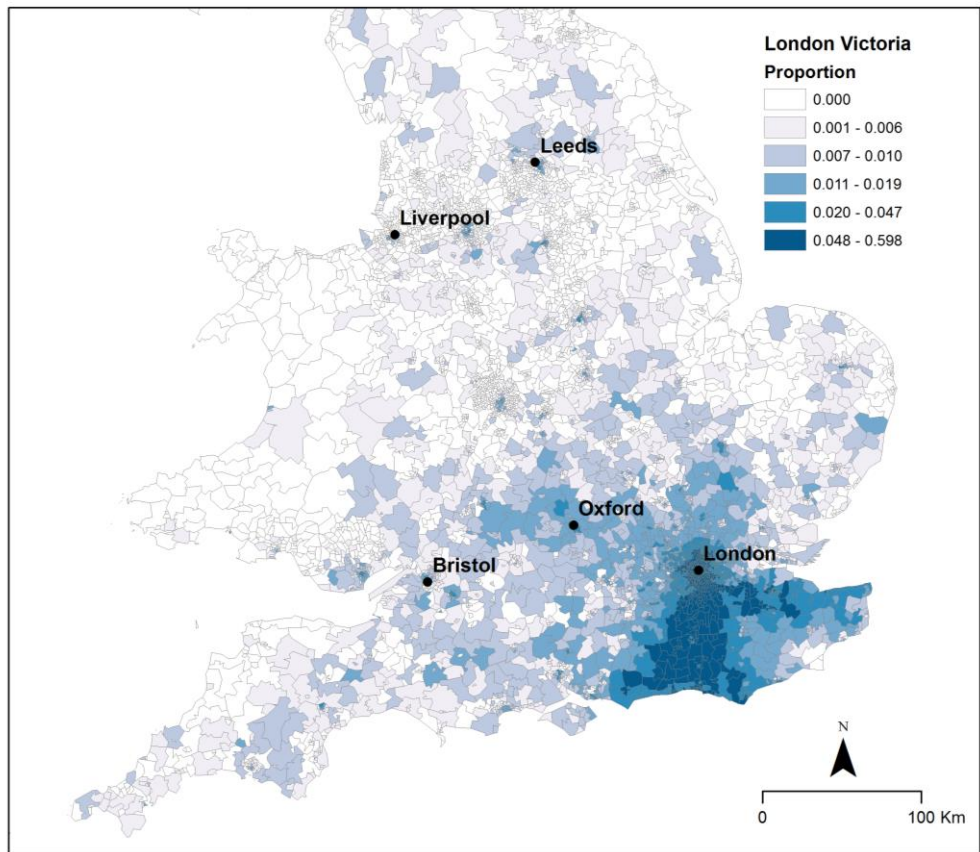 London Victoria
Proportion
0.000
0.001 - 0.006
0.007 - 0.010
0.011 - 0.019
0.020 - 0.047
0.048 - 0.598
Leeds
Liverpool
Oxford
London
Bristol
N
0 100 Km